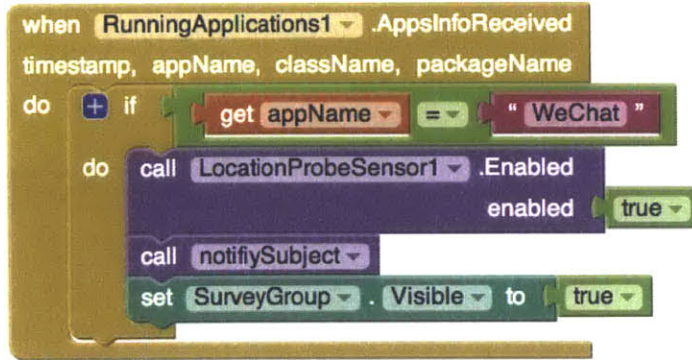 when RunningApplications1 .AppsInfoReceived
timestamp, appName, className, packageName
do if get appName = " WeChat "
do call LocationProbeSensor1 .Enabled
enabled true
call notifiySubject
set SurveyGroup . Visible to true